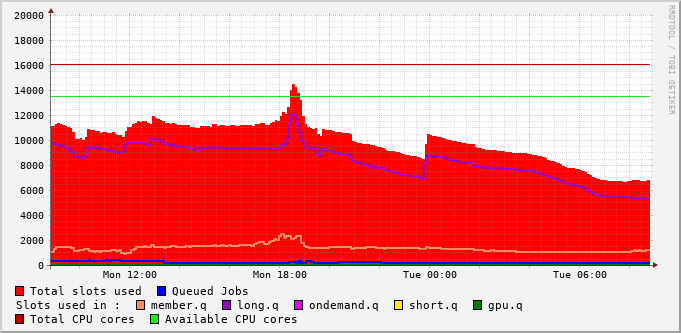 RRDTOOL / TOBI OETIKER
20000
18000
16000
14000
12000
10000
8000
6000
4000
2000
0
Mon 12:00 Mon 18:00 Tue 00:00 Tue 06:00
Total slots used Queued Jobs
Slots used in : member.q long.q ondemand.q short.q gpu.q
Total CPU cores Available CPU cores